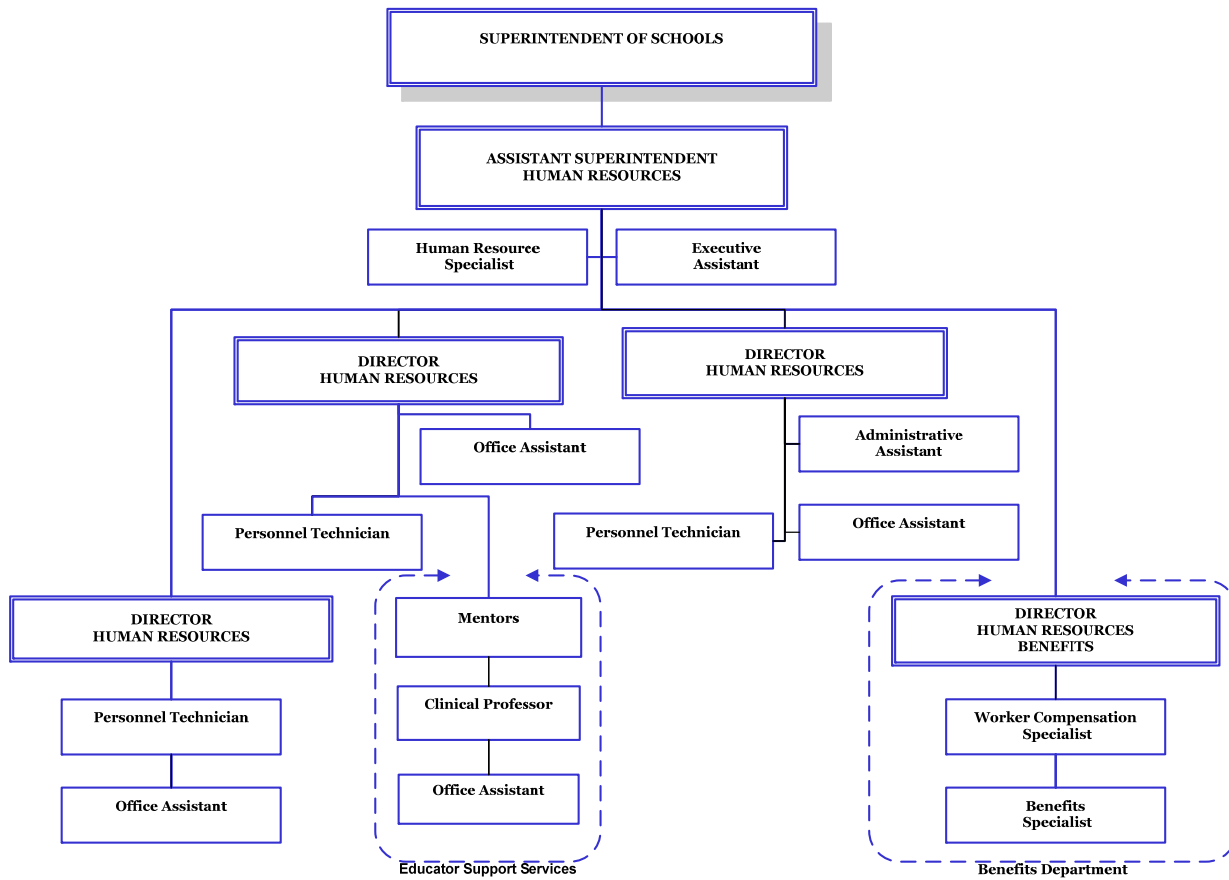 SUPERINTENDENT OF SCHOOLS
ASSISTANT SUPERINTENDENT
HUMAN RESOURCES
Human Resource
Specialist
Executive
Assistant
DIRECTOR
HUMAN RESOURCES
DIRECTOR
HUMAN RESOURCES
Office Assistant
Administrative
Assistant
Personnel Technician
Personnel Technician
Office Assistant
DIRECTOR
HUMAN RESOURCES
Mentors
DIRECTOR
HUMAN RESOURCES
BENEFITS
Personnel Technician
Clinical Professor
Worker Compensation
Specialist
Office Assistant
Office Assistant
Benefits
Specialist
Educator Support Services
Benefits Department